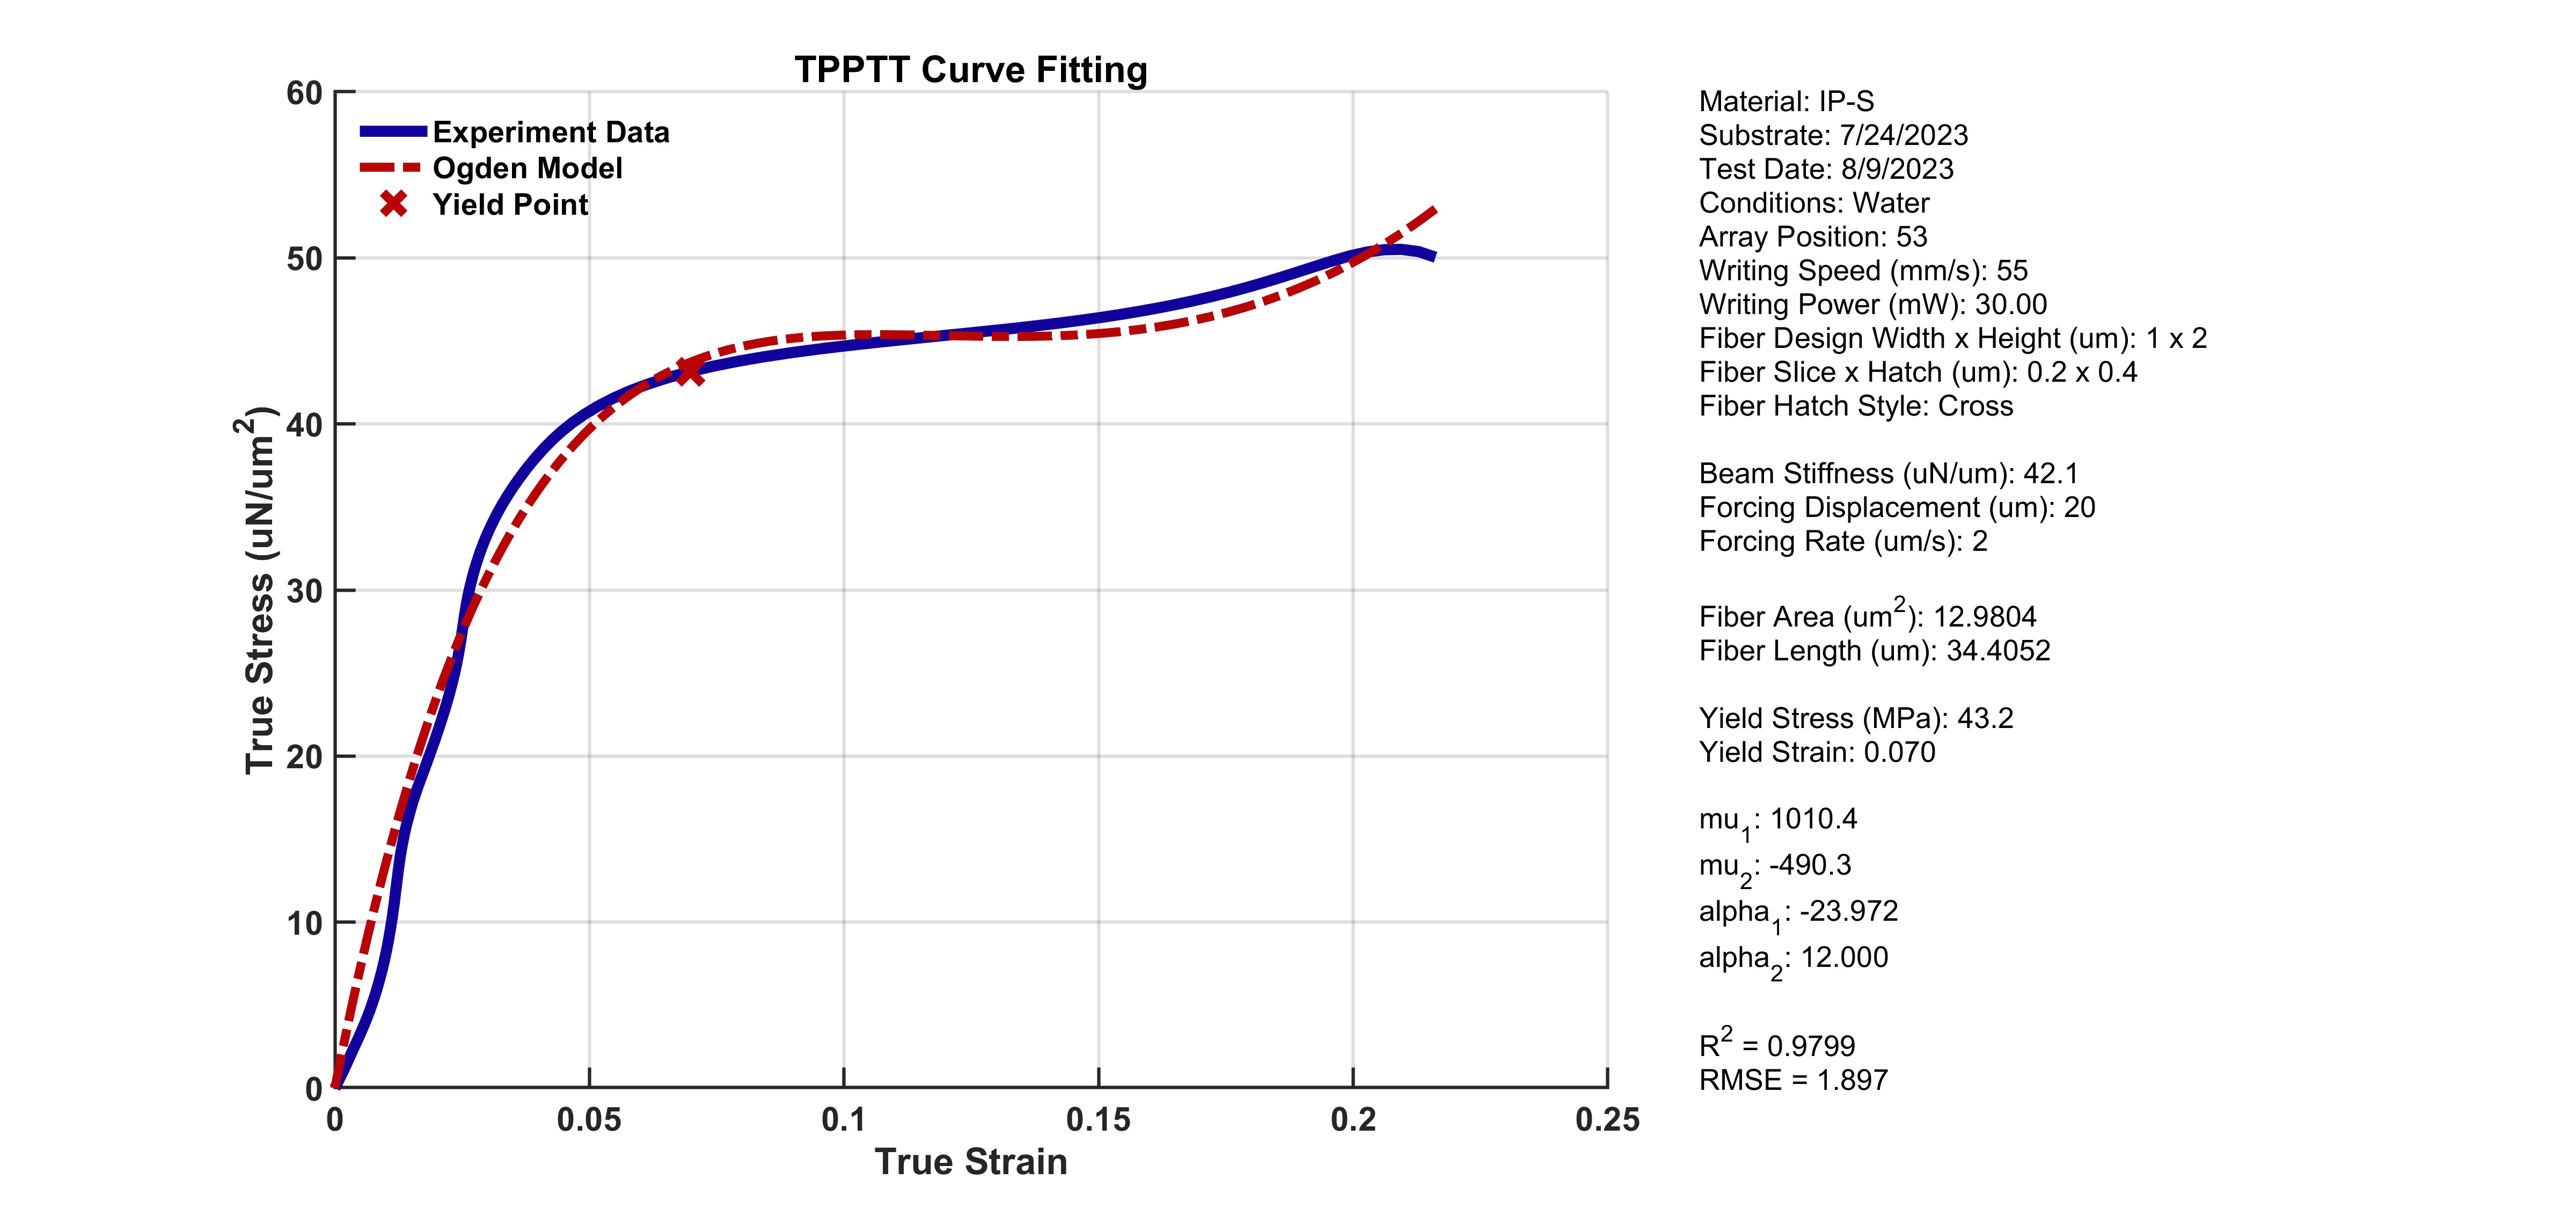 TPPTT Curve Fitting
60
50
40
30
20
10
0
True Stress (uN/um²)
Experiment Data
Ogden Model
Yield Point
0 0.05 0.1 0.15 0.2 0.25
True Strain
Material: IP-S
Substrate: 7/24/2023
Test Date: 8/9/2023
Conditions: Water
Array Position: 53
Writing Speed (mm/s): 55
Writing Power (mW): 30.00
Fiber Design Width x Height (um): 1 x 2
Fiber Slice x Hatch (um): 0.2 x 0.4
Fiber Hatch Style: Cross
Beam Stiffness (uN/um): 42.1
Forcing Displacement (um): 20
Forcing Rate (um/s): 2
Fiber Area (um²): 12.9804
Fiber Length (um): 34.4052
Yield Stress (MPa): 43.2
Yield Strain: 0.070
mu₁: 1010.4
mu₂: -490.3
alpha₁: -23.972
alpha₂: 12.000
R² = 0.9799
RMSE = 1.897